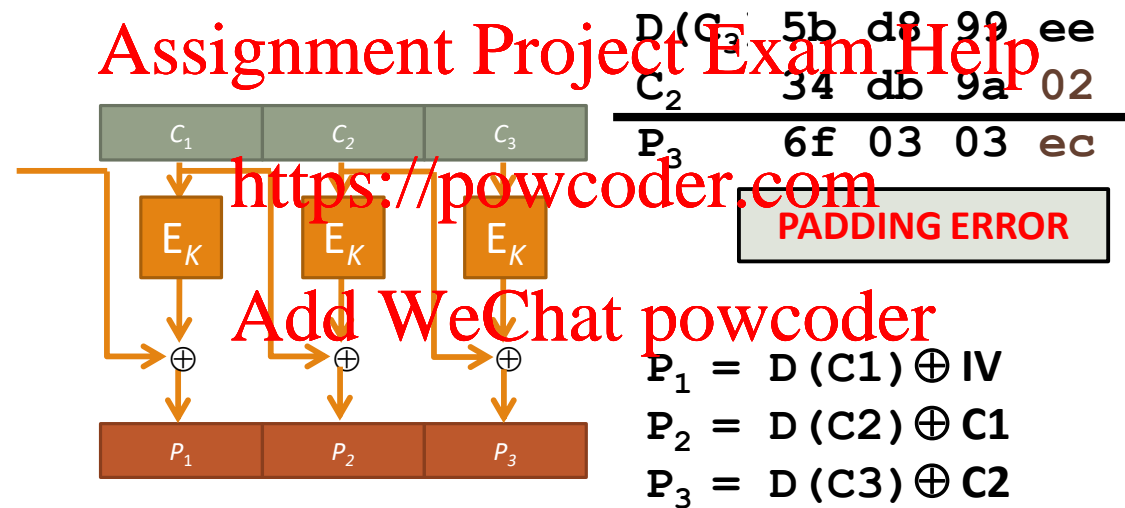 Assignment Project Exam Help
D(C3) 5b d8 99 ee
C2 34 db 9a 02
P3 6f 03 03 ec
C1 C2 C3
https://powcoder.com
EK EK EK
PADDING ERROR
Add WeChat powcoder
⊕ ⊕ ⊕
P1 = D(C1)⊕ IV
P2 = D(C2)⊕ C1
P3 = D(C3)⊕ C2
P1 P2 P3